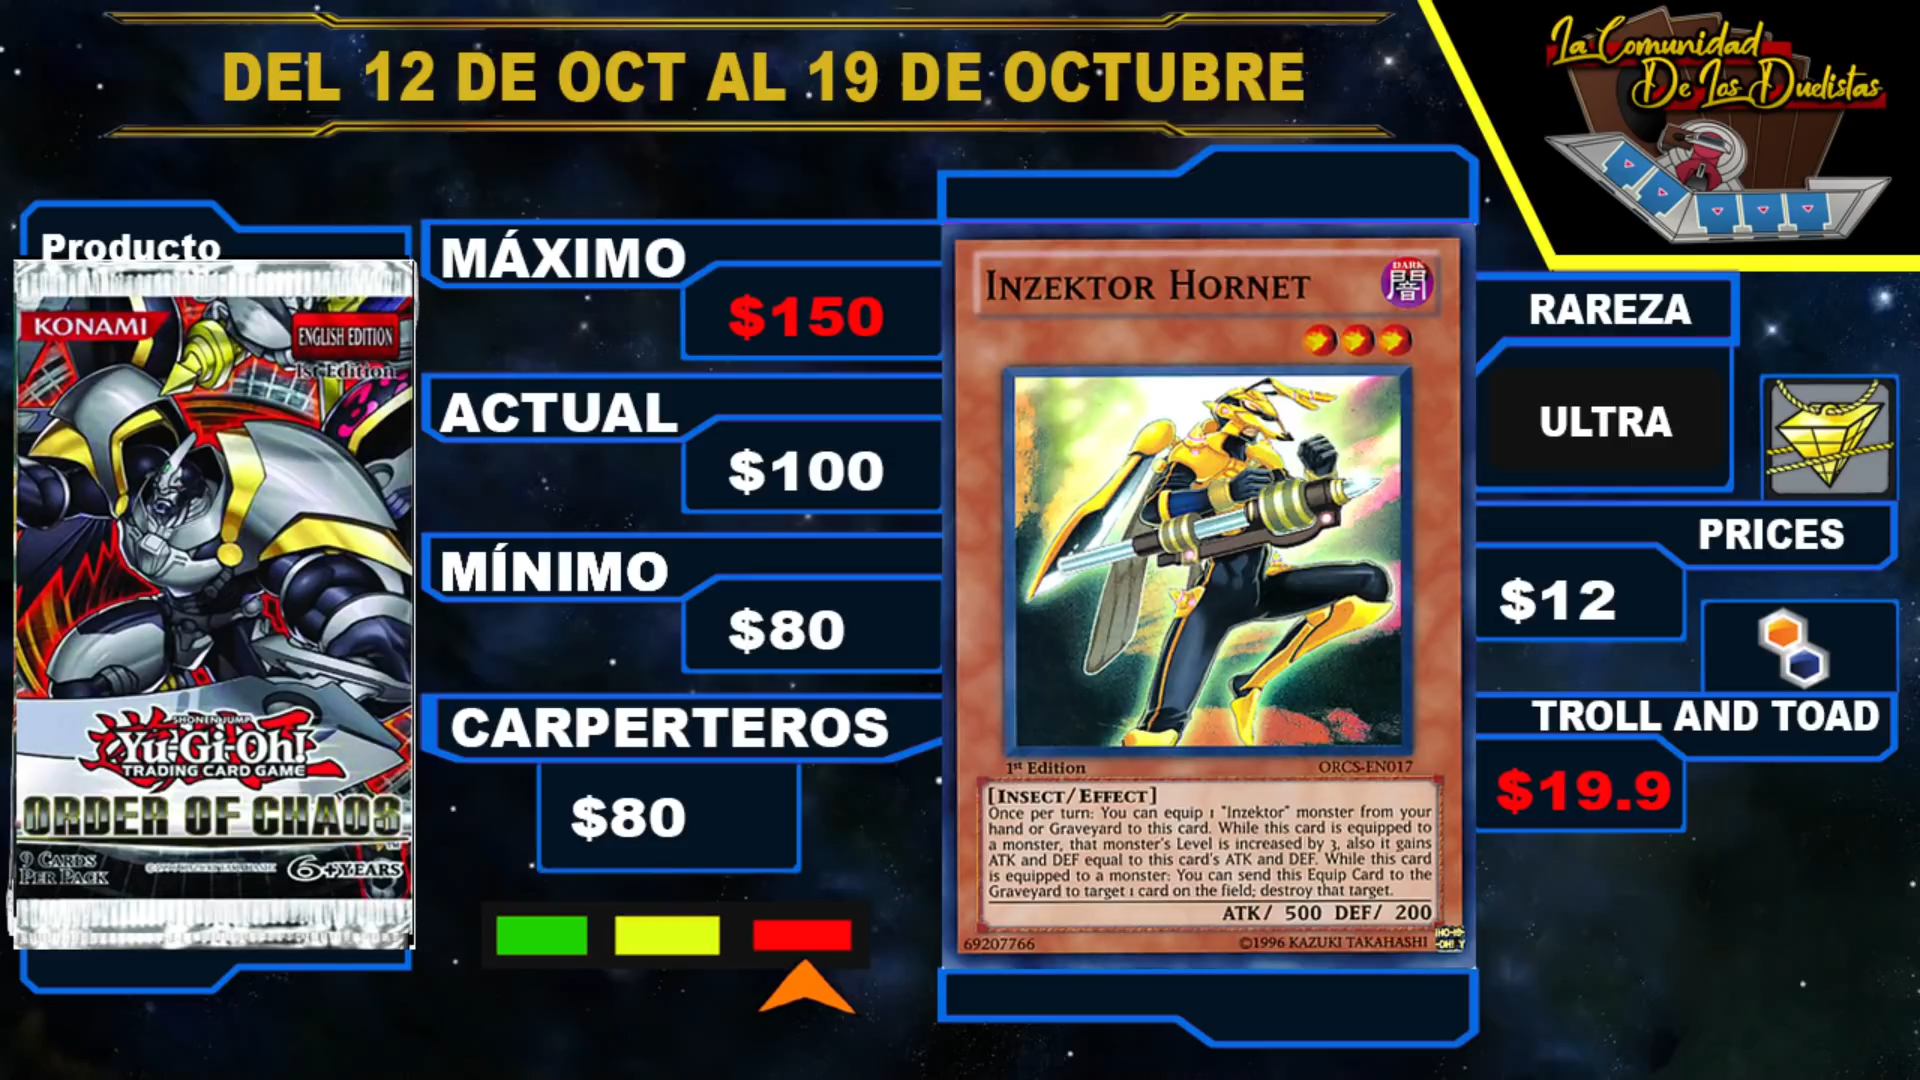 DEL 12 DE OCT AL 19 DE OCTUBRE
La Comunidad
De Los Duelistas
Producto
KONAMI
ENGLISH EDITION
1st Edition
SHONEN JUMP
Yu-Gi-Oh!
TRADING CARD GAME
ORDER OF CHAOS
9 CARDS
PER PACK
6+YEARS
MÁXIMO
$150
ACTUAL
$100
MÍNIMO
$80
CARPERTEROS
$80
INZEKTOR HORNET
DARK
闇
1st Edition
ORCS-EN017
[INSECT/EFFECT]
Once per turn: You can equip 1 "Inzektor" monster from your
hand or Graveyard to this card. While this card is equipped to
a monster, that monster's Level is increased by 3, also it gains
ATK and DEF equal to this card's ATK and DEF. While this card
is equipped to a monster: You can send this Equip Card to the
Graveyard to target 1 card on the field; destroy that target.
ATK/ 500 DEF/ 200
69207766
©1996 KAZUKI TAKAHASHI
RAREZA
ULTRA
PRICES
$12
TROLL AND TOAD
$19.9